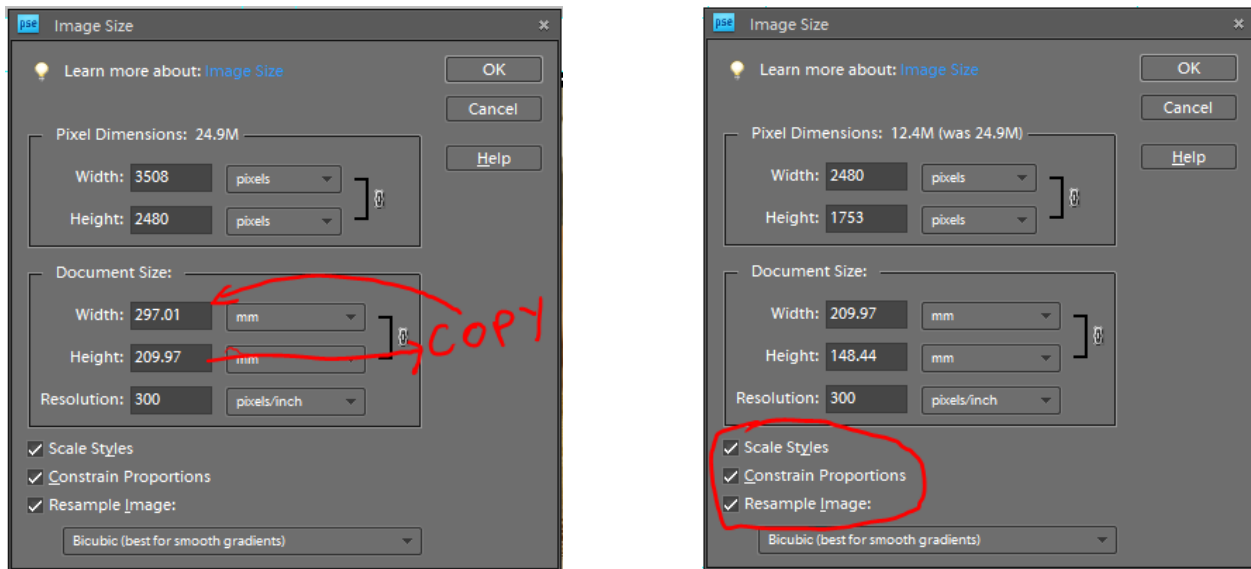 pse Image Size ×
Learn more about: Image Size
OK
Cancel
Help
Pixel Dimensions: 24.9M
Width: 3508 pixels
Height: 2480 pixels
Document Size:
Width: 297.01 mm
Height: 209.97 mm
COPY
Resolution: 300 pixels/inch
Scale Styles
Constrain Proportions
Resample Image:
Bicubic (best for smooth gradients)
pse Image Size ×
Learn more about: Image Size
OK
Cancel
Help
Pixel Dimensions: 12.4M (was 24.9M)
Width: 2480 pixels
Height: 1753 pixels
Document Size:
Width: 209.97 mm
Height: 148.44 mm
Resolution: 300 pixels/inch
Scale Styles
Constrain Proportions
Resample Image:
Bicubic (best for smooth gradients)